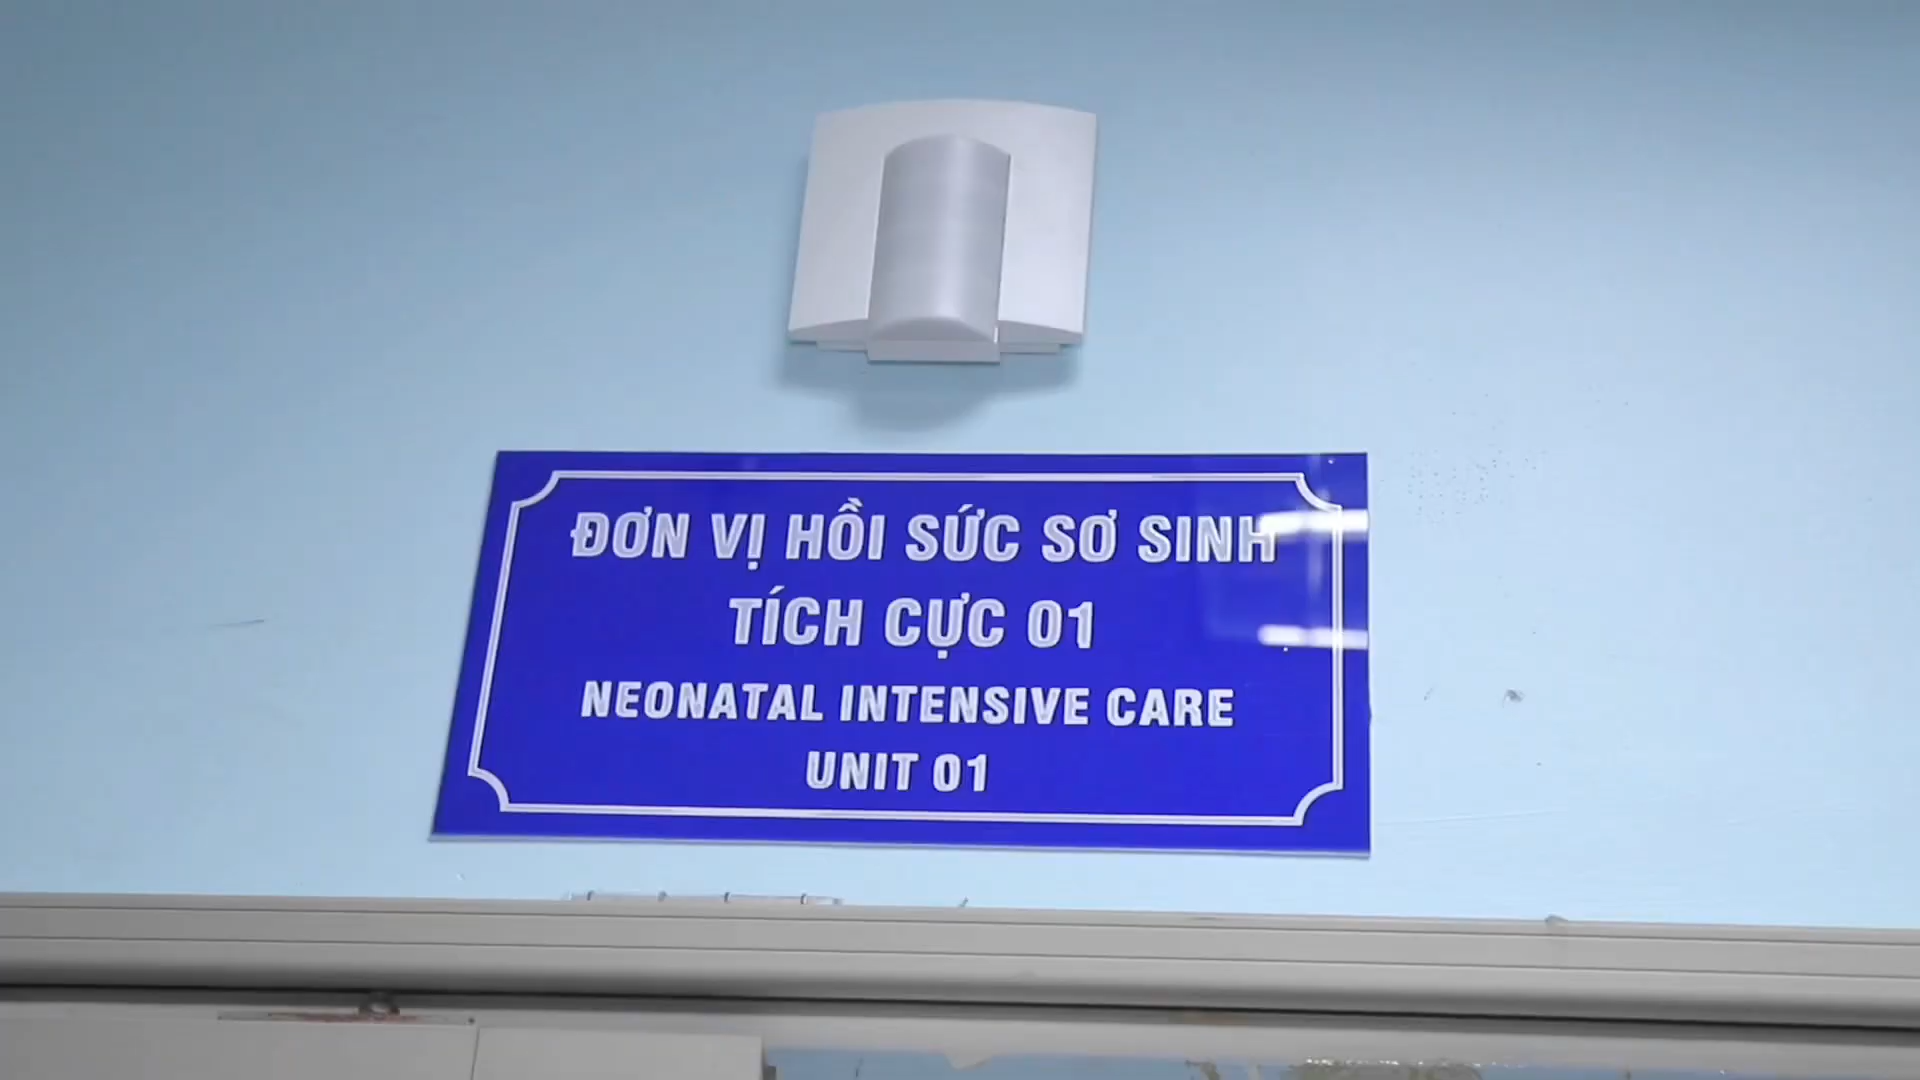 ĐƠN VỊ HỒI SỨC SƠ SINH
TÍCH CỰC 01
NEONATAL INTENSIVE CARE
UNIT 01